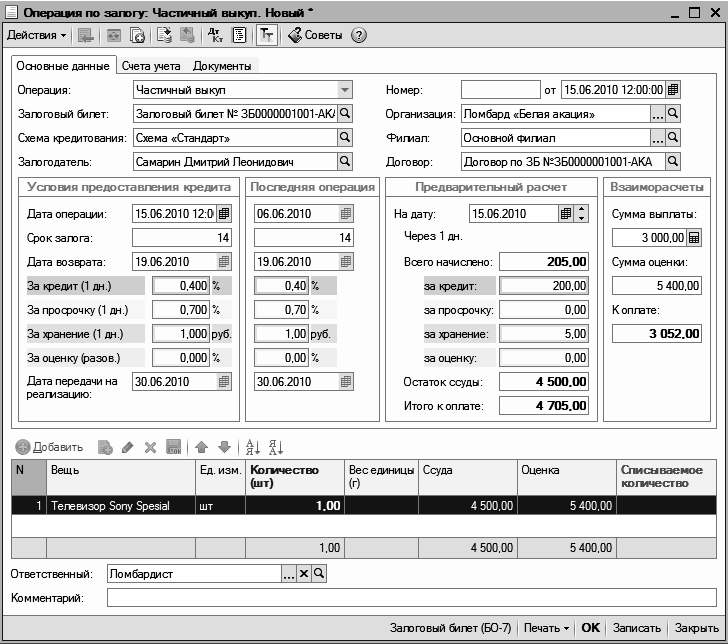 Операция по залогу: Частичный выкуп. Новый *
Действия Дт Кт Советы
Основные данные Счета учета Документы
Операция: Частичный выкуп Номер: от 15.06.2010 12:00:00
Залоговый билет: Залоговый билет № ЗБ0000001001-АКА Организация: Ломбард «Белая акация»
Схема кредитования: Схема «Стандарт» Филиал: Основной филиал
Залогодатель: Самарин Дмитрий Леонидович Договор: Договор по ЗБ №ЗБ0000001001-АКА
Условия предоставления кредита Последняя операция Предварительный расчет Взаиморасчеты
Дата операции: 15.06.2010 12:0 06.06.2010 На дату: 15.06.2010 Сумма выплаты:
Срок залога: 14 14 Через 1 дн. 3 000,00
Дата возврата: 19.06.2010 19.06.2010 Всего начислено: 205,00 Сумма оценки:
За кредит (1 дн.) 0,400 % 0,40 % за кредит: 200,00 5 400,00
За просрочку (1 дн.) 0,700 % 0,70 % за просрочку: 0,00 К оплате:
За хранение (1 дн.) 1,000 руб. 1,00 руб. за хранение: 5,00 3 052,00
За оценку (разов.) 0,000 % 0,00 % за оценку: 0,00
Дата передачи на реализацию: 30.06.2010 30.06.2010 Остаток ссуды: 4 500,00
Итого к оплате: 4 705,00
Добавить
N Вещь Ед. изм. Количество (шт) Вес единицы (г) Ссуда Оценка Списываемое количество
1 Телевизор Sony Spesial шт 1,00 4 500,00 5 400,00
1,00 4 500,00 5 400,00
Ответственный: Ломбардист
Комментарий:
Залоговый билет (БО-7) Печать OK Записать Закрыть